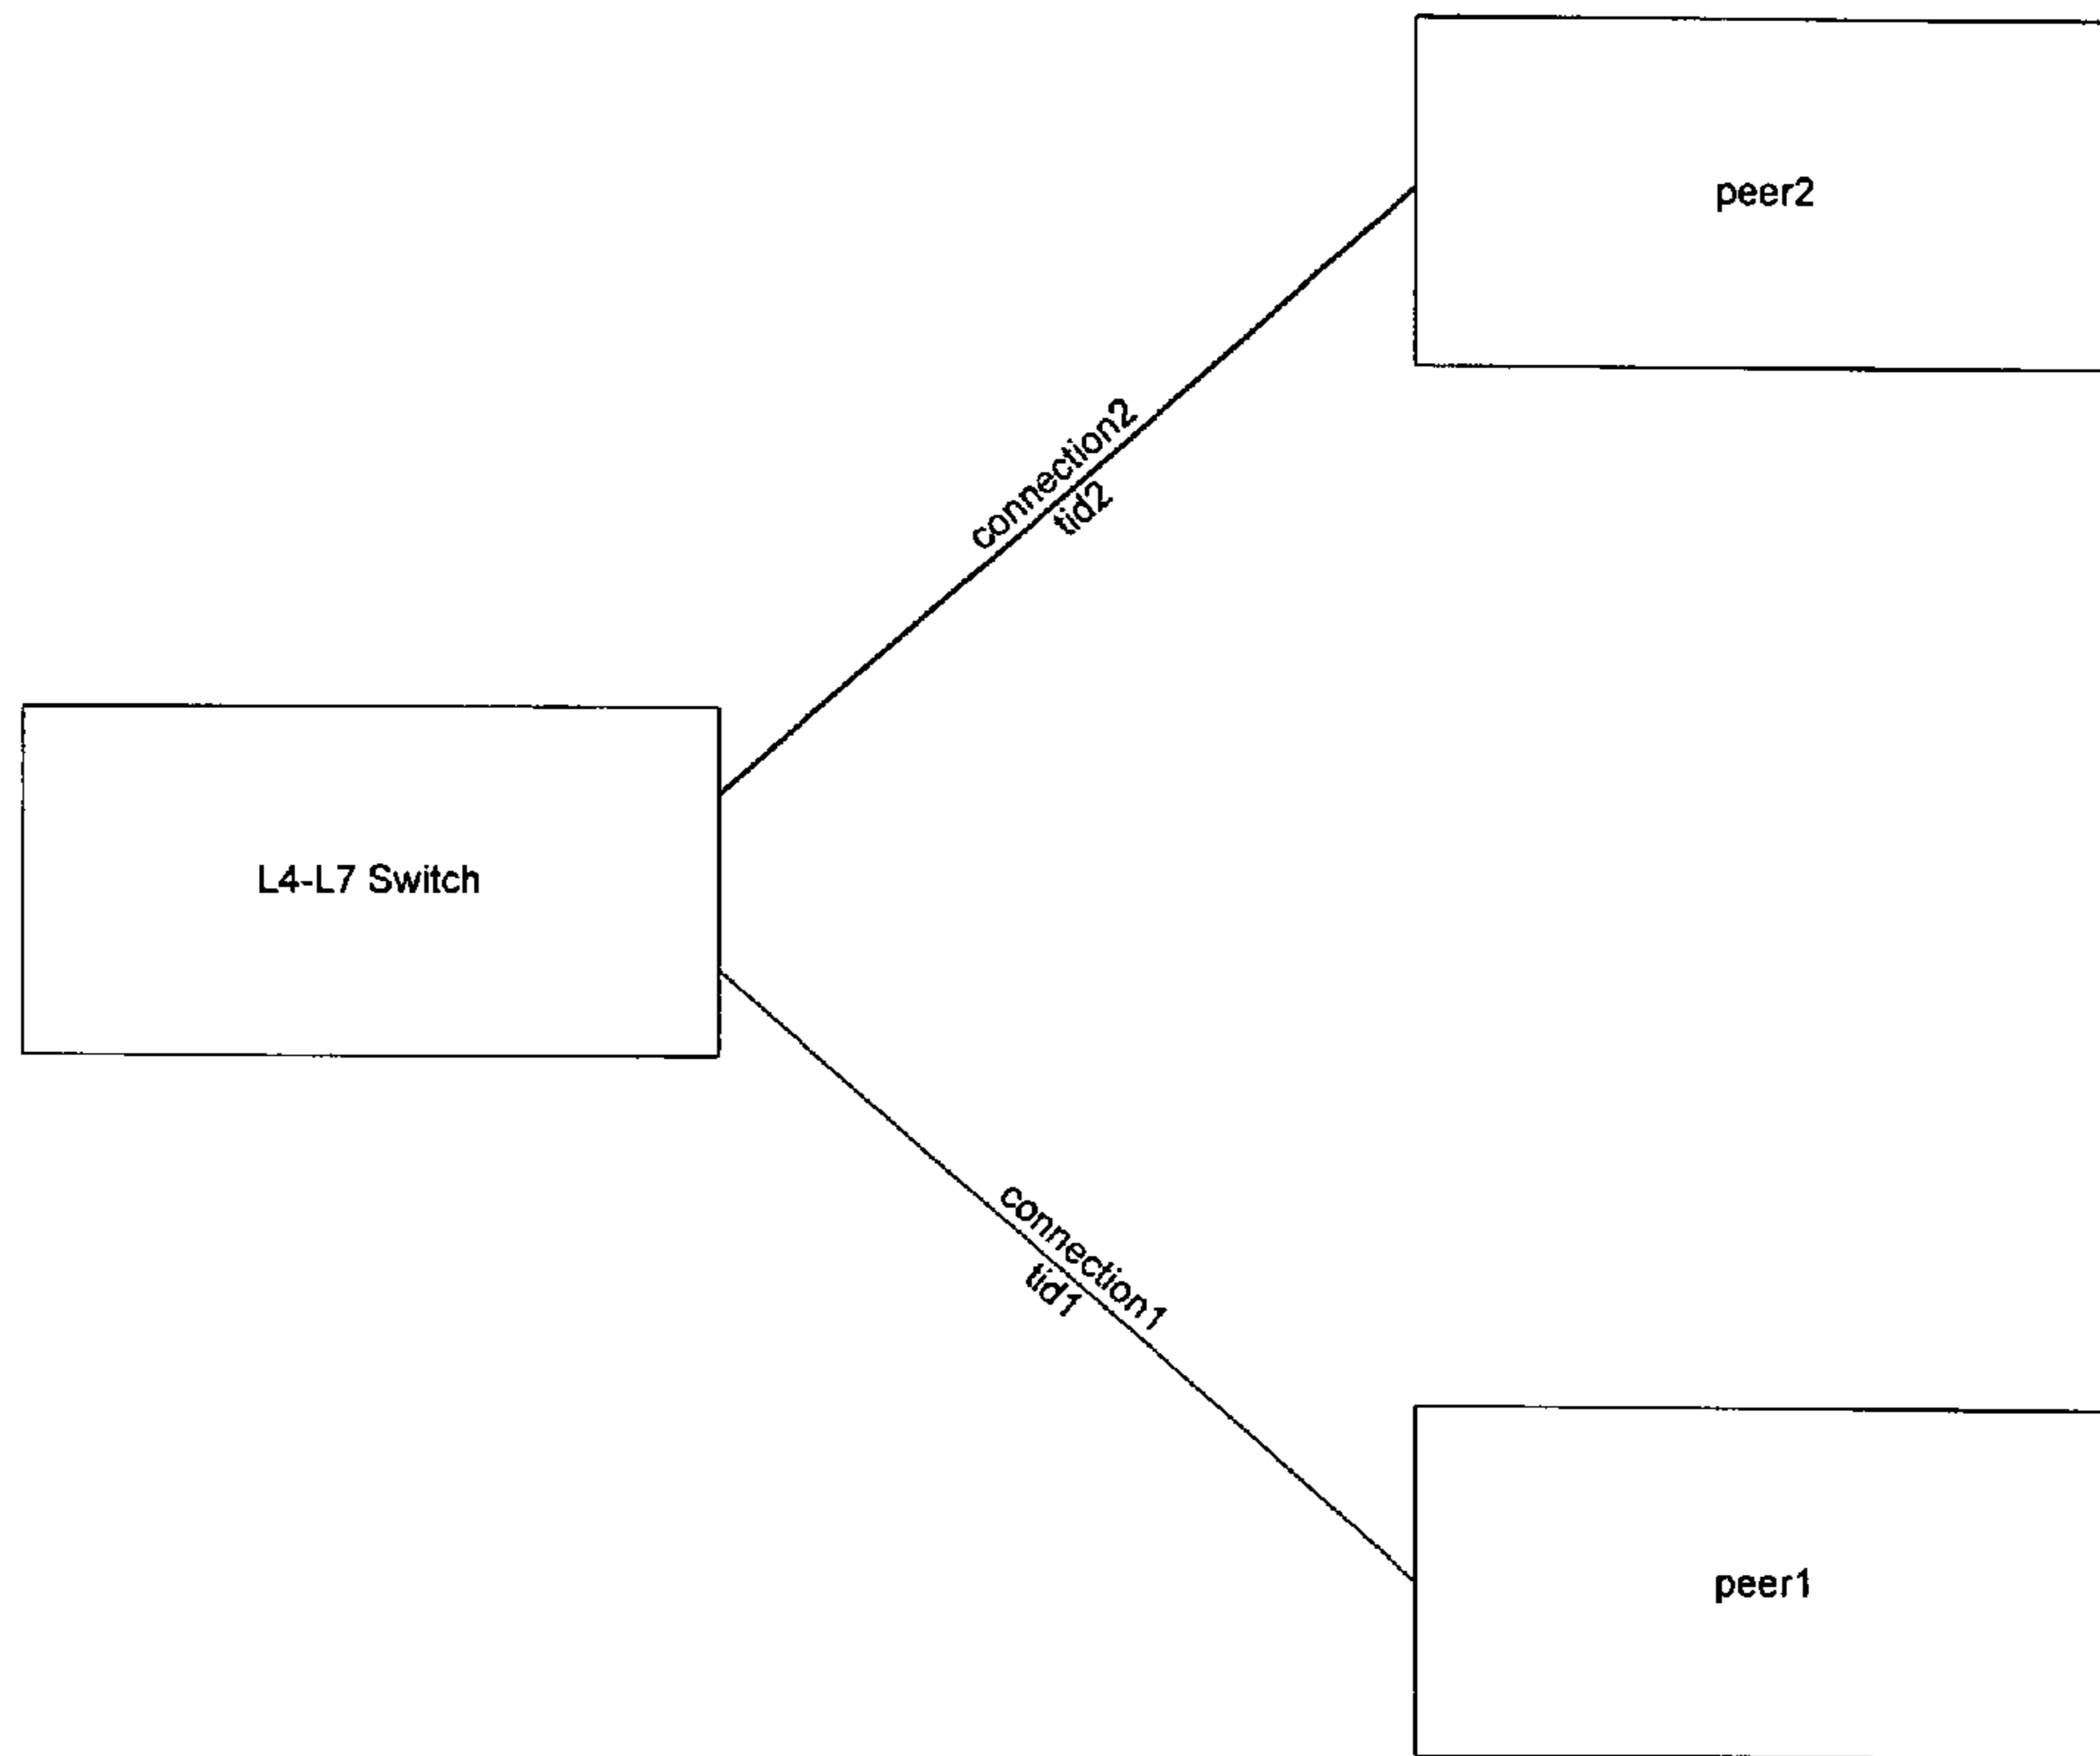 peer2
connection2
tid2
L4-L7 Switch
connection1
tid1
peer1